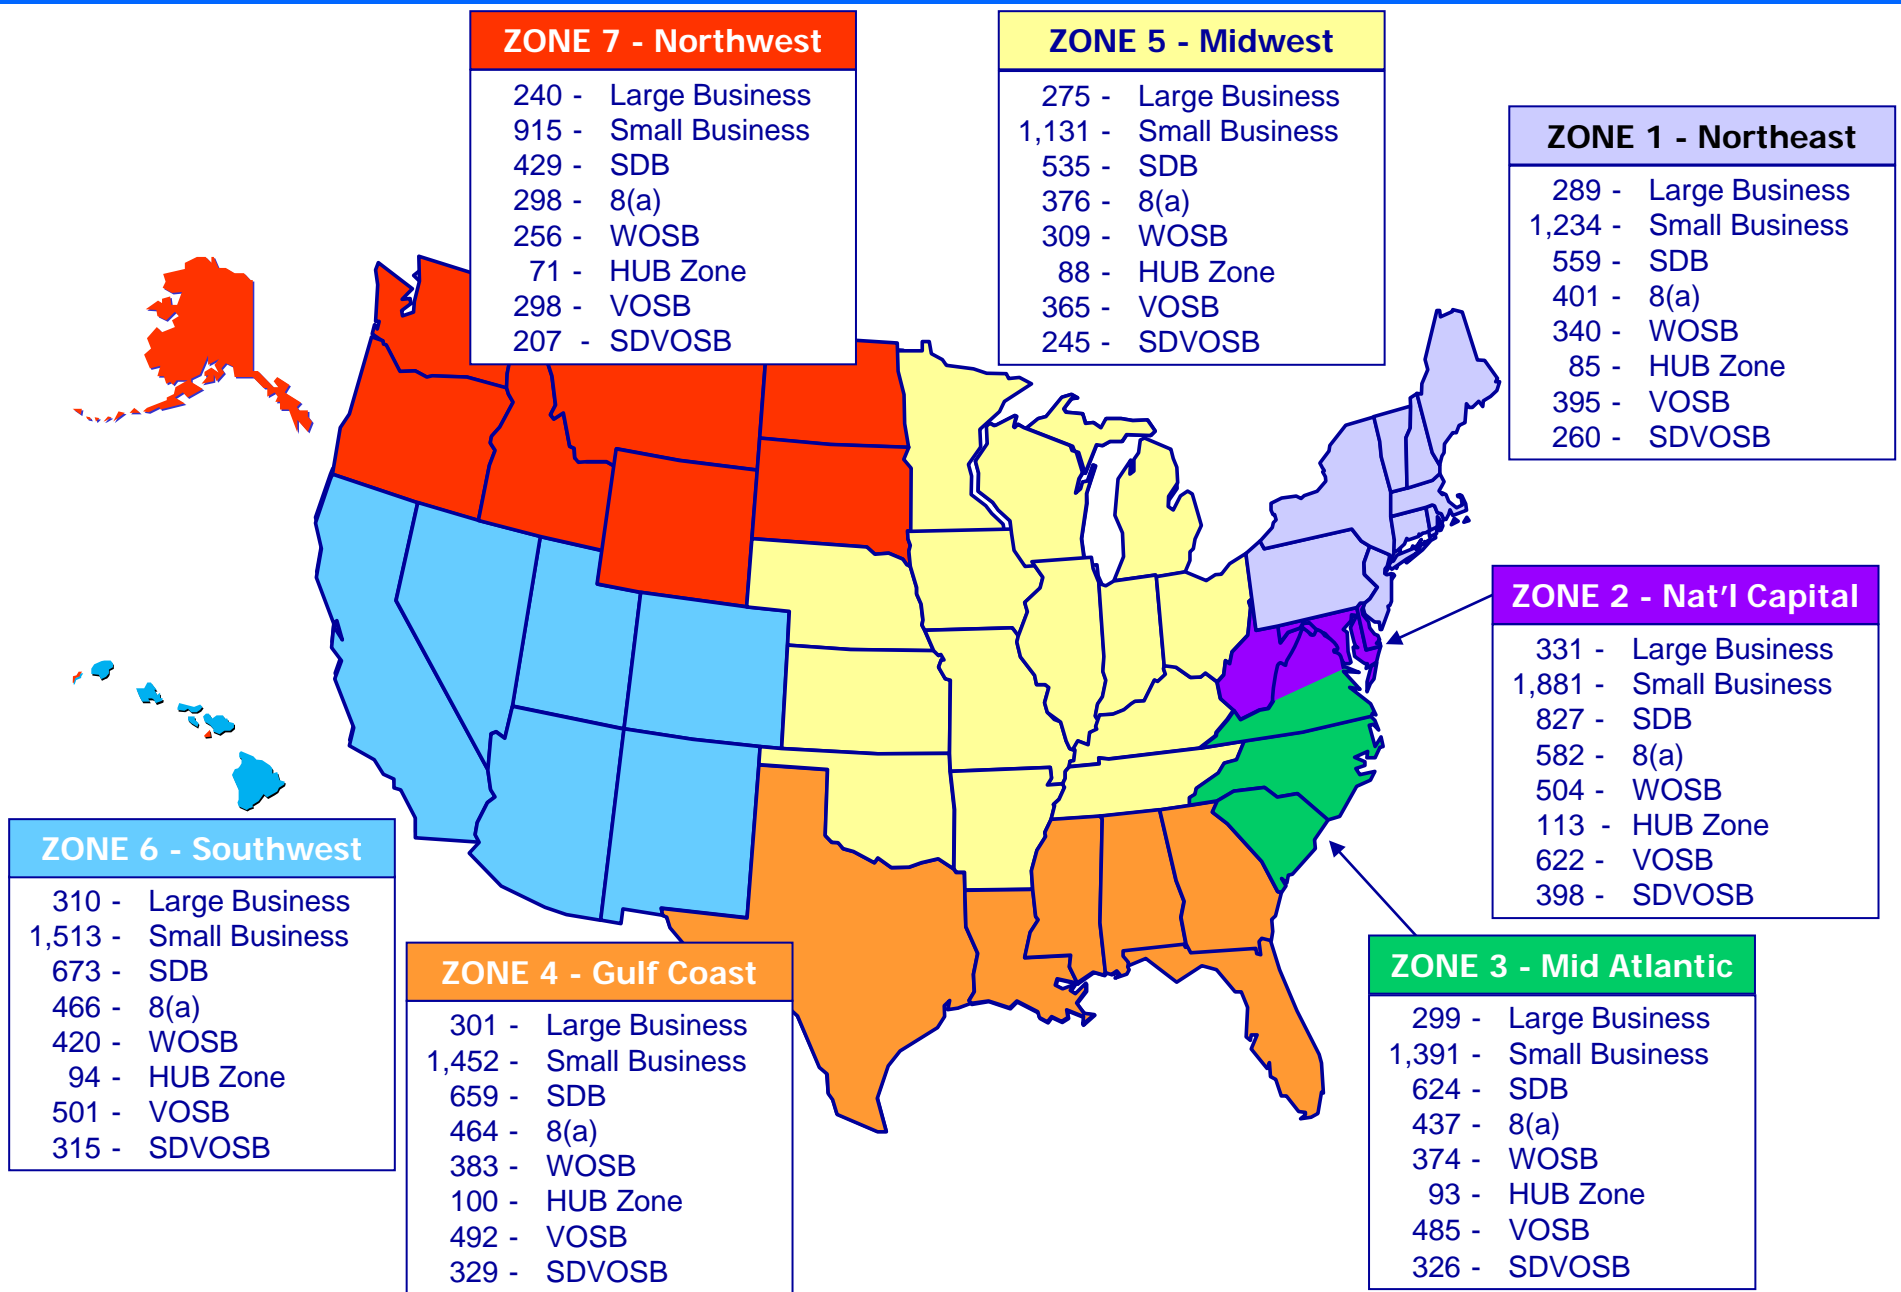 ZONE 7 - Northwest
240 - Large Business
915 - Small Business
429 - SDB
298 - 8(a)
256 - WOSB
71 - HUB Zone
298 - VOSB
207 - SDVOSB
ZONE 5 - Midwest
275 - Large Business
1,131 - Small Business
535 - SDB
376 - 8(a)
309 - WOSB
88 - HUB Zone
365 - VOSB
245 - SDVOSB
ZONE 1 - Northeast
289 - Large Business
1,234 - Small Business
559 - SDB
401 - 8(a)
340 - WOSB
85 - HUB Zone
395 - VOSB
260 - SDVOSB
ZONE 2 - Nat’l Capital
331 - Large Business
1,881 - Small Business
827 - SDB
582 - 8(a)
504 - WOSB
113 - HUB Zone
622 - VOSB
398 - SDVOSB
ZONE 6 - Southwest
310 - Large Business
1,513 - Small Business
673 - SDB
466 - 8(a)
420 - WOSB
94 - HUB Zone
501 - VOSB
315 - SDVOSB
ZONE 4 - Gulf Coast
301 - Large Business
1,452 - Small Business
659 - SDB
464 - 8(a)
383 - WOSB
100 - HUB Zone
492 - VOSB
329 - SDVOSB
ZONE 3 - Mid Atlantic
299 - Large Business
1,391 - Small Business
624 - SDB
437 - 8(a)
374 - WOSB
93 - HUB Zone
485 - VOSB
326 - SDVOSB